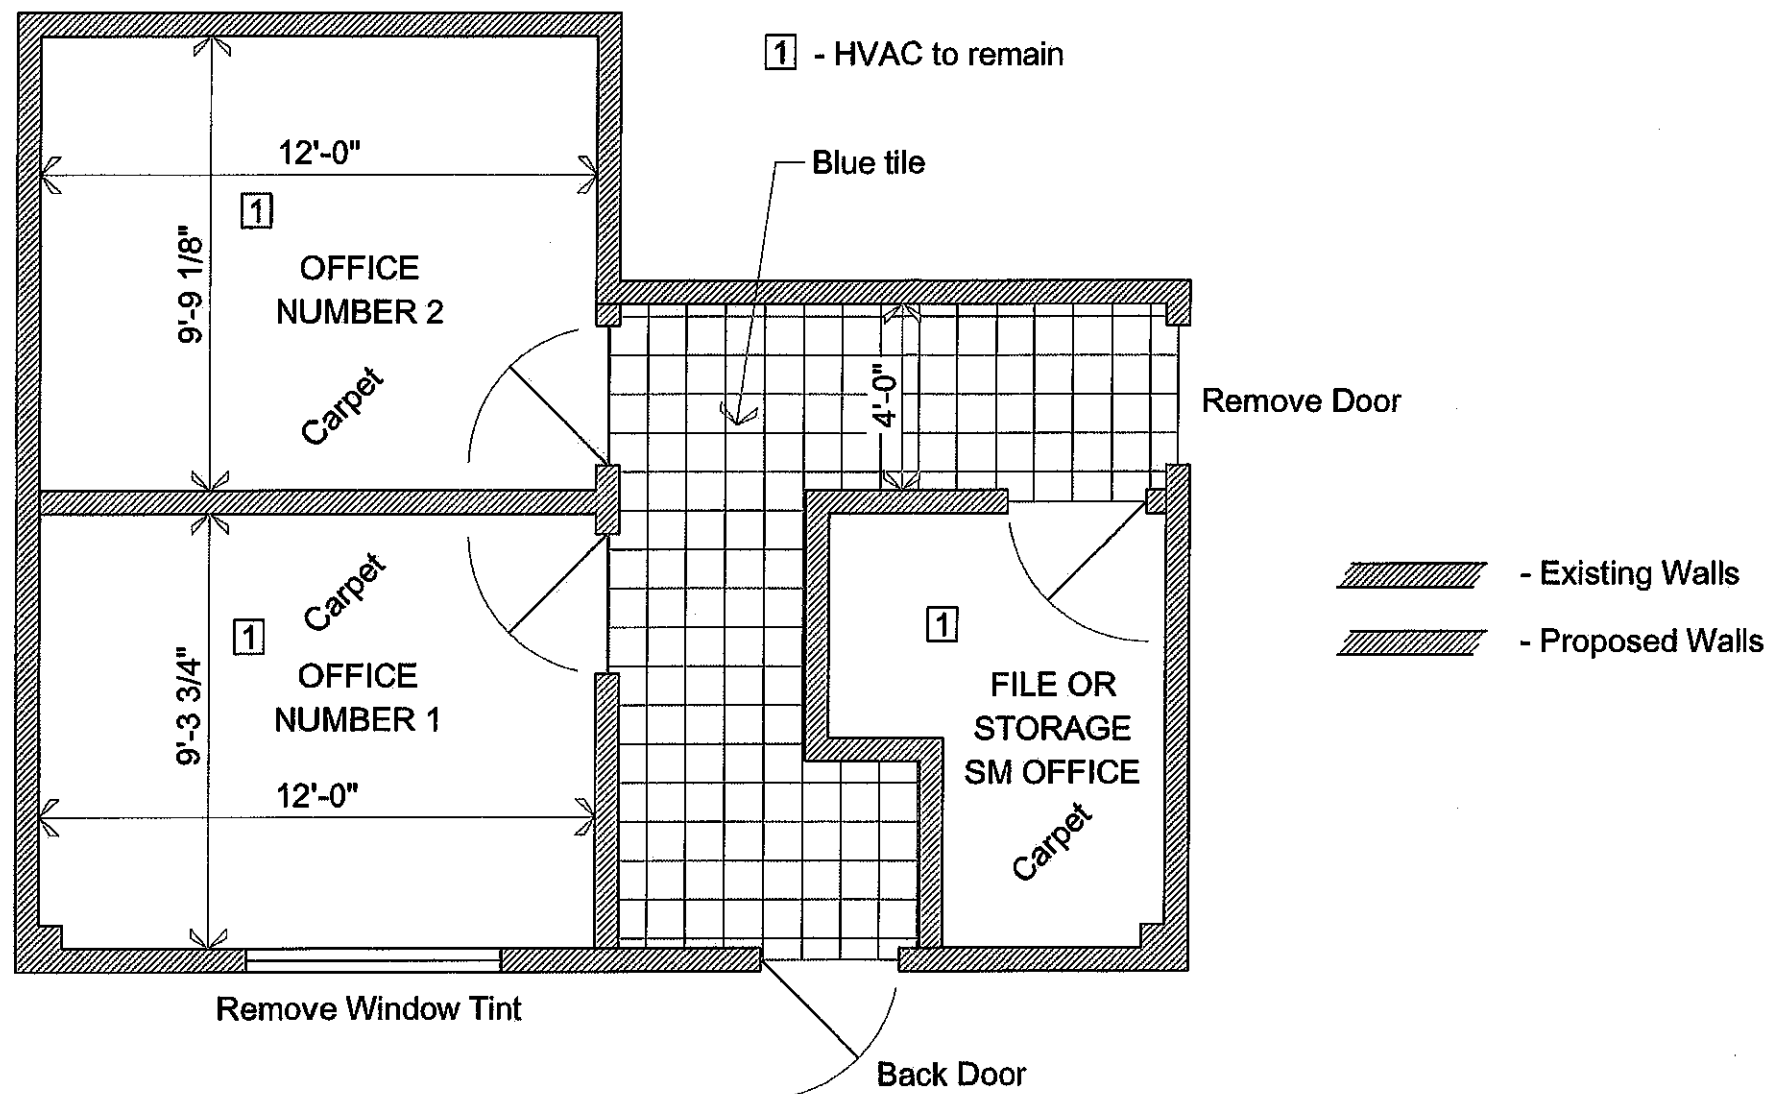 1 - HVAC to remain
Blue tile
12'-0"
1
9'-9 1/8"
OFFICE
NUMBER 2
Carpet
4'-0"
Remove Door
Carpet
1
9'-3 3/4"
OFFICE
NUMBER 1
12'-0"
1
FILE OR
STORAGE
SM OFFICE
Carpet
- Existing Walls
- Proposed Walls
Remove Window Tint
Back Door